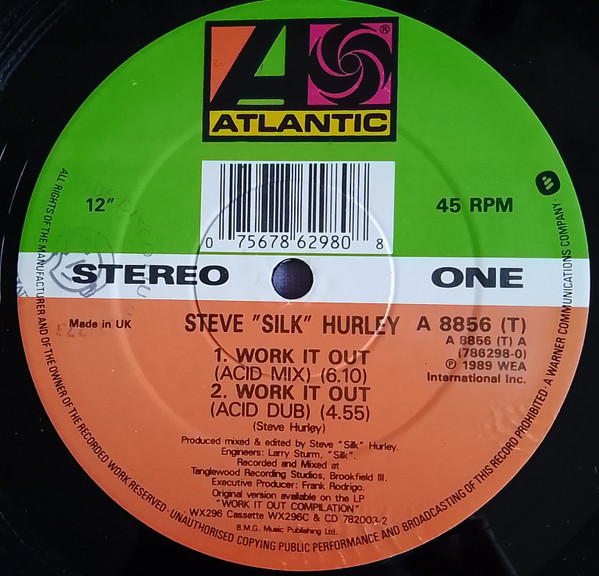 ®
ATLANTIC
12"
45 RPM
0 75678 62980 8
STEREO
ONE
Made in UK
STEVE "SILK" HURLEY
A 8856 (T)
A 8856 (T) A
(786298-0)
℗ 1989 WEA
International Inc.
1. WORK IT OUT
(ACID MIX) (6.10)
2. WORK IT OUT
(ACID DUB) (4.55)
(Steve Hurley)
Produced mixed & edited by Steve "Silk" Hurley.
Engineers: Larry Sturm, "Silk".
Recorded and Mixed at
Tanglewood Recording Studios, Brookfield Ill.
Executive Producer: Frank Rodrigo.
Original version available on the LP
"WORK IT OUT COMPILATION"
WX296 Cassette WX296C & CD 782003-2
B.M.G. Music Publishing Ltd.
ALL RIGHTS OF THE MANUFACTURER AND OF THE OWNER OF THE RECORDED WORK RESERVED · UNAUTHORISED COPYING PUBLIC PERFORMANCE AND BROADCASTING OF THIS RECORD PROHIBITED · A WARNER COMMUNICATIONS COMPANY ·